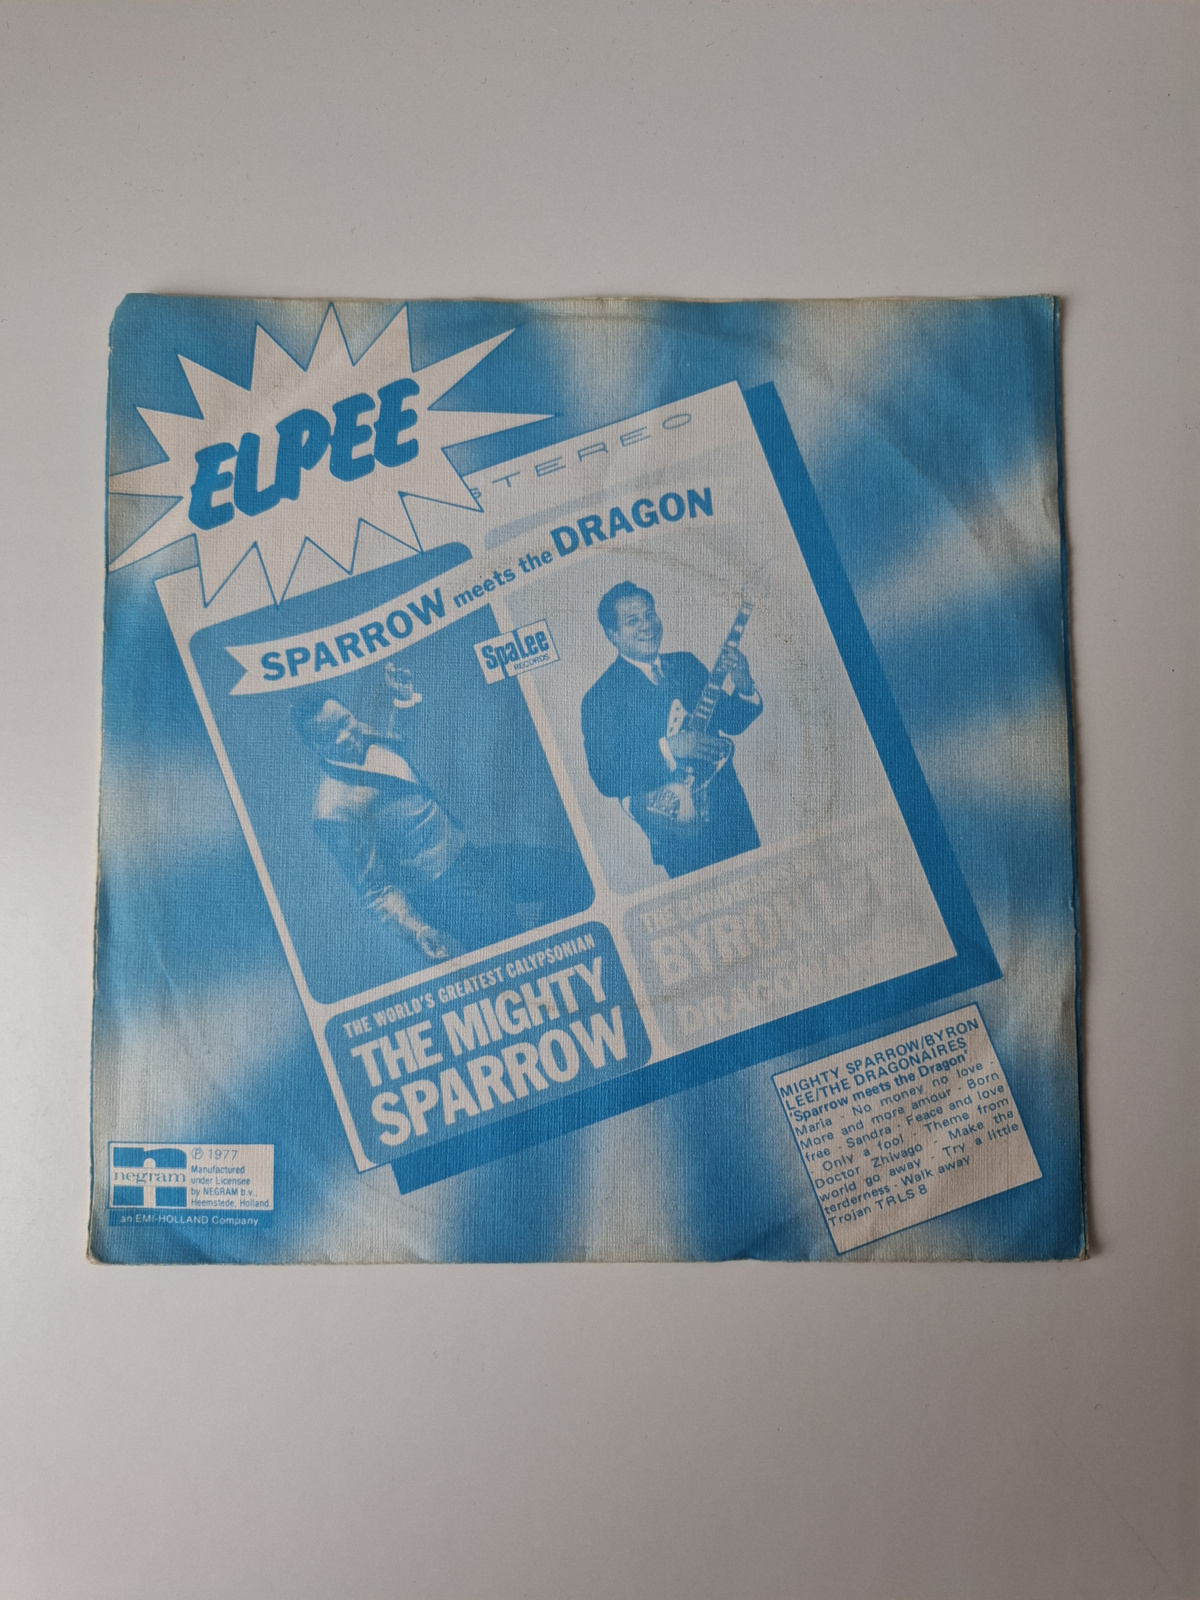 ELPEE
STEREO
SPARROW meets the DRAGON
SpaLee
RECORDS
THE WORLD'S GREATEST CALYPSONIAN
THE MIGHTY
SPARROW
THE
BYRON LEE
DRAGONAIRES
MIGHTY SPARROW/BYRON
LEE/THE DRAGONAIRES
'Sparrow meets the Dragon'
Maria - No money no love -
More and more amour - Born
free - Sandra - Peace and love
- Only a fool - Theme from
Doctor Zhivago - Make the
world go away - Try a little
terderness - Walk away
Trojan TRLS 8
n
negram
℗ 1977
Manufactured
under Licensee
by NEGRAM b.v.,
Heemstede, Holland
an EMI-HOLLAND Company